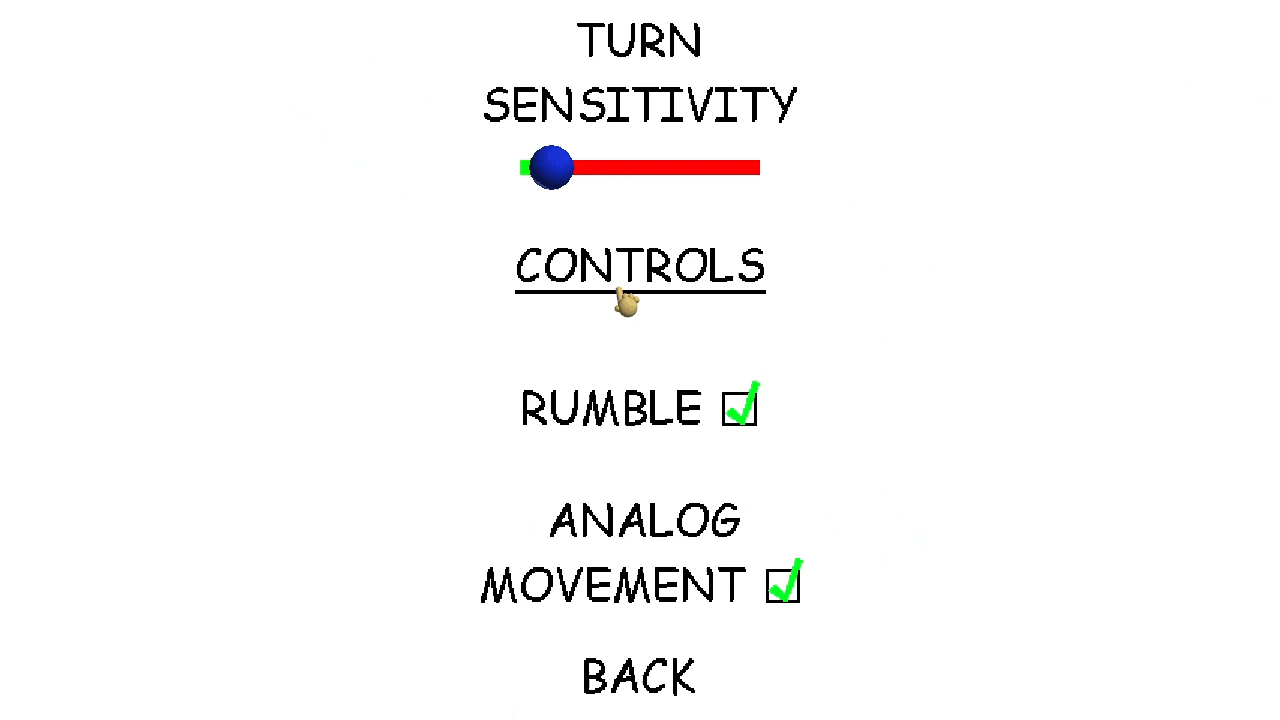 TURN
SENSITIVITY
CONTROLS
RUMBLE
ANALOG
MOVEMENT
BACK